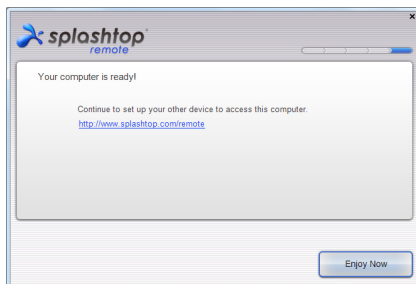 splashtop
remote
Your computer is ready!
Continue to set up your other device to access this computer.
http://www.splashtop.com/remote
Enjoy Now